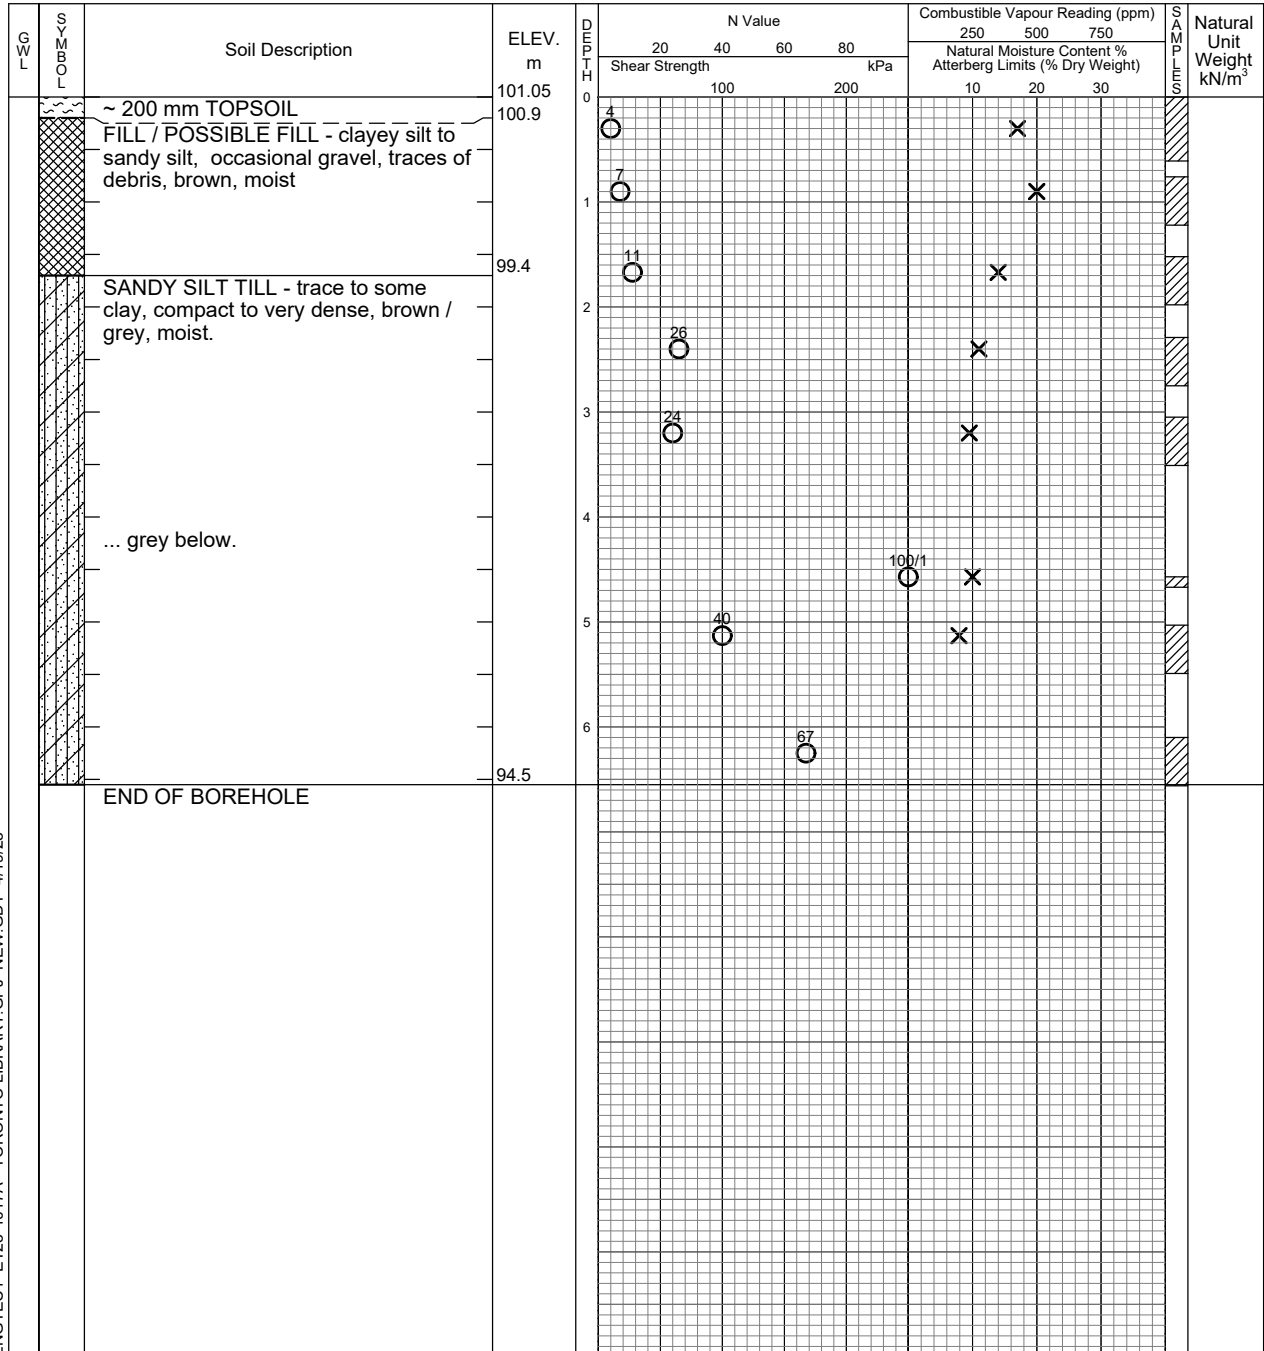 GWL
SYMBOL
Soil Description
ELEV.
m
DEPTH
N Value
20 40 60 80
Shear Strength kPa
100 200
Combustible Vapour Reading (ppm)
250 500 750
Natural Moisture Content %
Atterberg Limits (% Dry Weight)
10 20 30
SAMPLES
Natural
Unit
Weight
kN/m³
101.05
0
~ 200 mm TOPSOIL
100.9
4
FILL / POSSIBLE FILL - clayey silt to
sandy silt, occasional gravel, traces of
debris, brown, moist
7
1
99.4
11
SANDY SILT TILL - trace to some
clay, compact to very dense, brown /
grey, moist.
2
26
3
24
4
... grey below.
100/1
5
40
6
67
94.5
END OF BOREHOLE